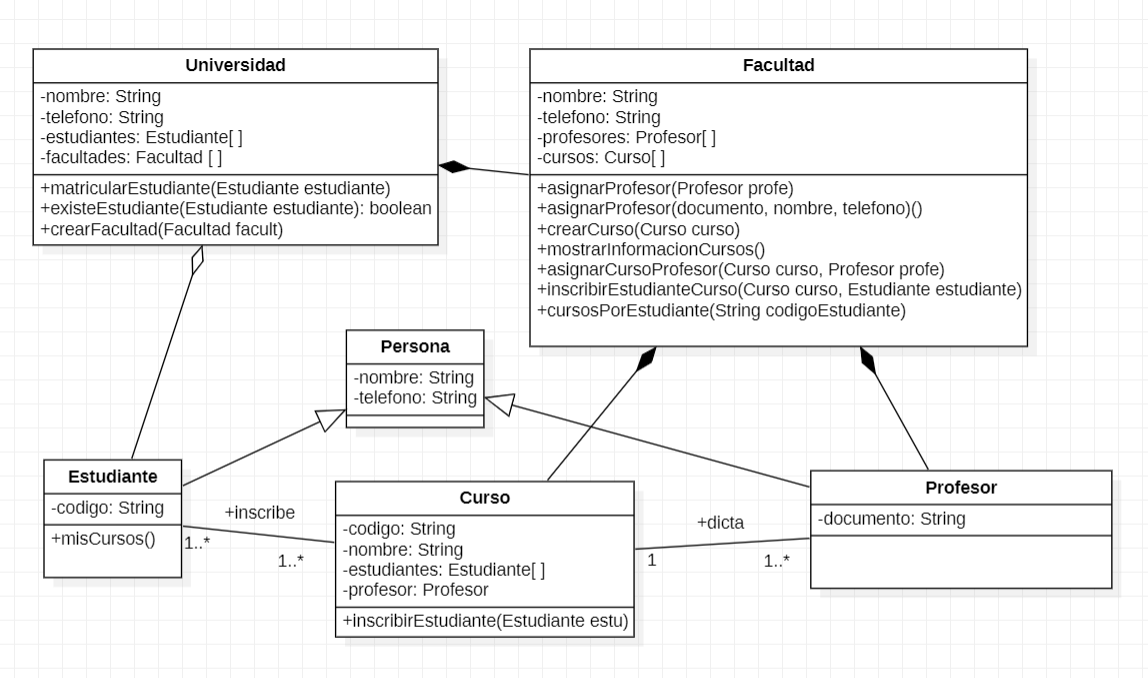 Universidad
-nombre: String
-telefono: String
-estudiantes: Estudiante[ ]
-facultades: Facultad [ ]
+matricularEstudiante(Estudiante estudiante)
+existeEstudiante(Estudiante estudiante): boolean
+crearFacultad(Facultad facult)
Facultad
-nombre: String
-telefono: String
-profesores: Profesor[ ]
-cursos: Curso[ ]
+asignarProfesor(Profesor profe)
+asignarProfesor(documento, nombre, telefono)()
+crearCurso(Curso curso)
+mostrarInformacionCursos()
+asignarCursoProfesor(Curso curso, Profesor profe)
+inscribirEstudianteCurso(Curso curso, Estudiante estudiante)
+cursosPorEstudiante(String codigoEstudiante)
Persona
-nombre: String
-telefono: String
Estudiante
-codigo: String
+misCursos()
+inscribe
1..*
1..*
Curso
-codigo: String
-nombre: String
-estudiantes: Estudiante[ ]
-profesor: Profesor
+inscribirEstudiante(Estudiante estu)
+dicta
1
1..*
Profesor
-documento: String